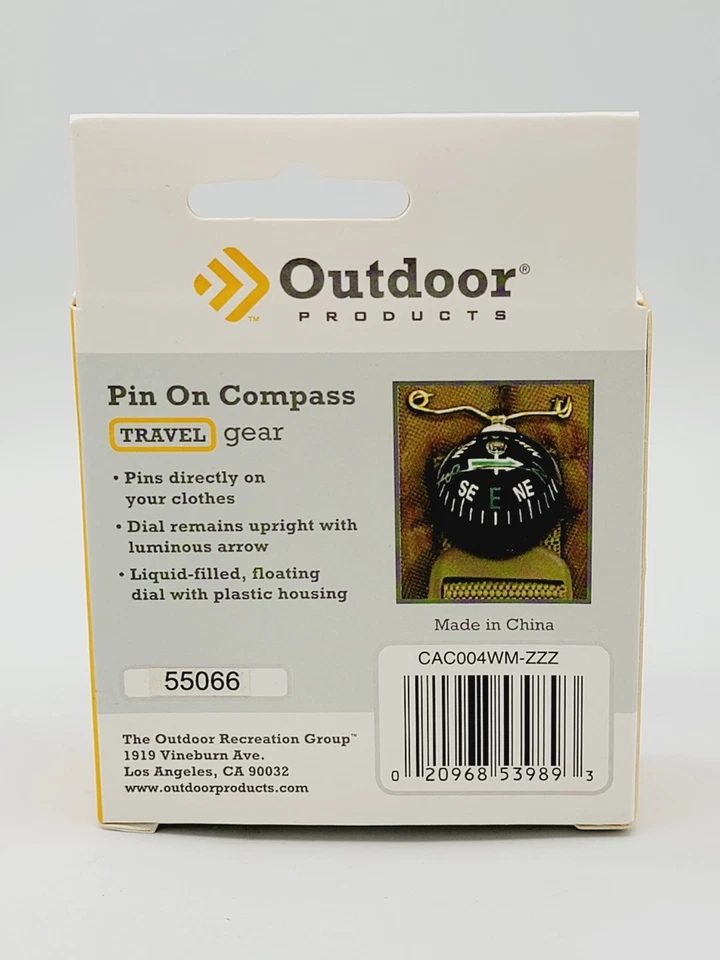 Outdoor®
PRODUCTS
™
Pin On Compass
TRAVEL gear
• Pins directly on
your clothes
• Dial remains upright with
luminous arrow
• Liquid-filled, floating
dial with plastic housing
SE E NE
Made in China
55066
CAC004WM-ZZZ
0 20968 53989 3
The Outdoor Recreation Group™
1919 Vineburn Ave.
Los Angeles, CA 90032
www.outdoorproducts.com